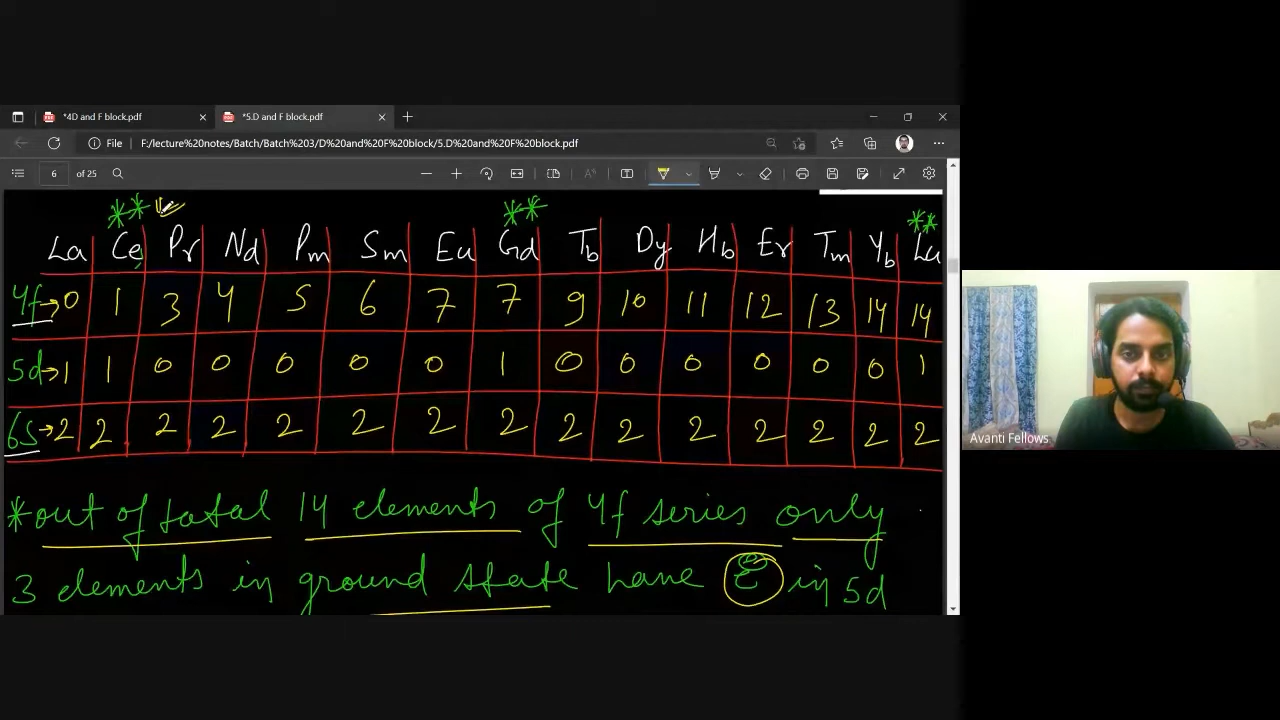 *4D and F block.pdf
*5.D and F block.pdf
File
F:/lecture%20notes/Batch/Batch%203/D%20and%20F%20block/5.D%20and%20F%20block.pdf
6 of 25
** ** **
La Ce Pr Nd Pm Sm Eu Gd Tb Dy Hb Er Tm Yb Lu
4f→0 1 3 4 5 6 7 7 9 10 11 12 13 14 14
5d→1 1 0 0 0 0 0 1 0 0 0 0 0 0 1
6s→2 2 2 2 2 2 2 2 2 2 2 2 2 2 2
*out of total 14 elements of 4f series only
3 elements in ground state have e in 5d
Avanti Fellows